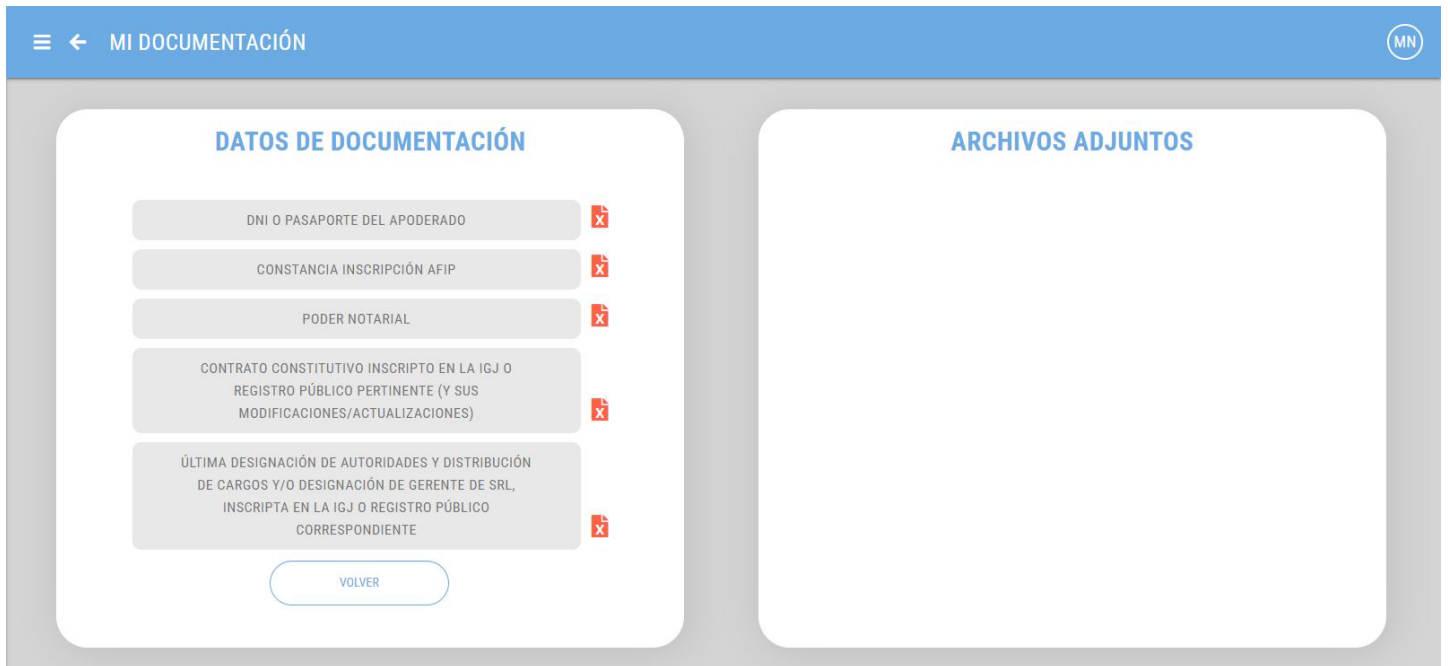 MI DOCUMENTACIÓN
MN
DATOS DE DOCUMENTACIÓN
DNI O PASAPORTE DEL APODERADO
CONSTANCIA INSCRIPCIÓN AFIP
PODER NOTARIAL
CONTRATO CONSTITUTIVO INSCRIPTO EN LA IGJ O
REGISTRO PÚBLICO PERTINENTE (Y SUS
MODIFICACIONES/ACTUALIZACIONES)
ÚLTIMA DESIGNACIÓN DE AUTORIDADES Y DISTRIBUCIÓN
DE CARGOS Y/O DESIGNACIÓN DE GERENTE DE SRL,
INSCRIPTA EN LA IGJ O REGISTRO PÚBLICO
CORRESPONDIENTE
VOLVER
ARCHIVOS ADJUNTOS